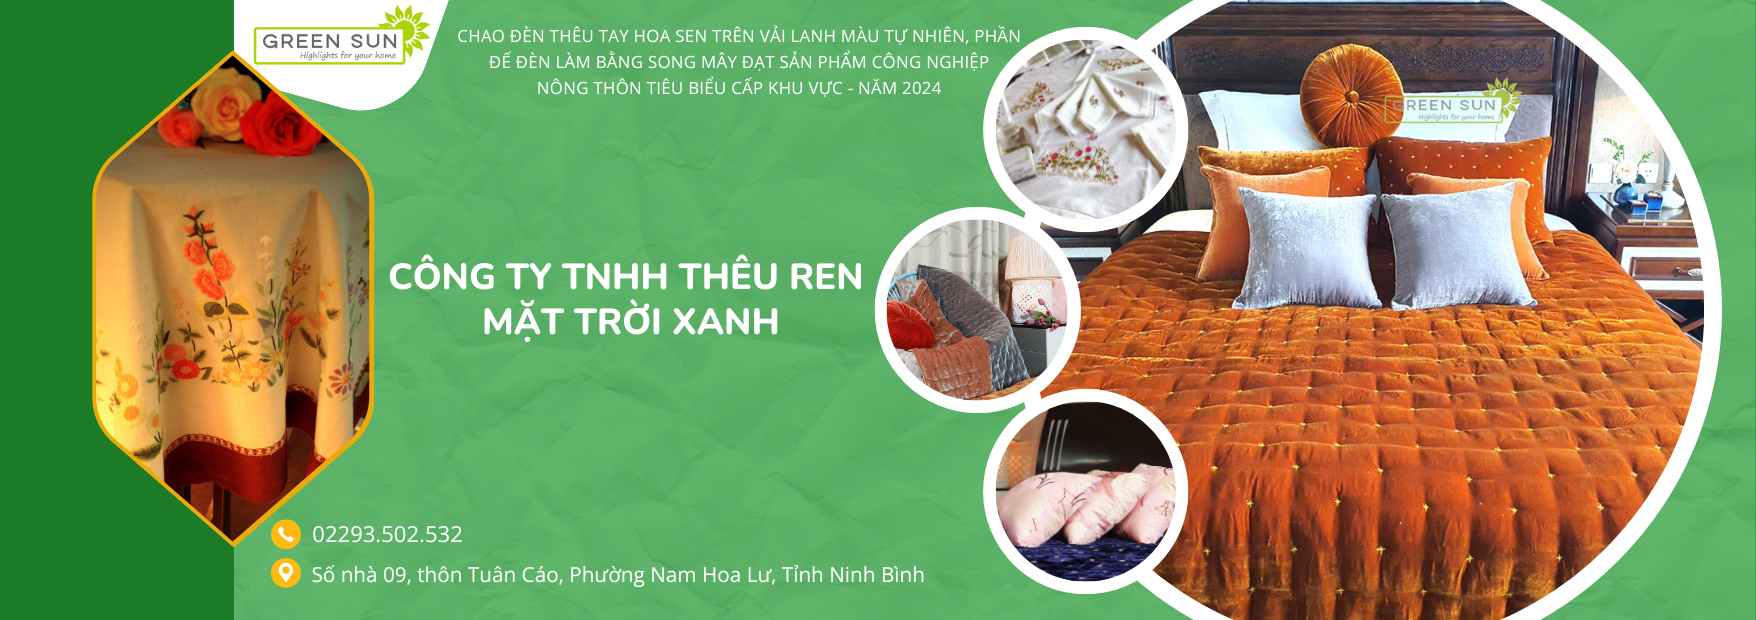 GREEN SUN
Highlights for your home
CHAO ĐÈN THÊU TAY HOA SEN TRÊN VẢI LANH MÀU TỰ NHIÊN, PHẦN
ĐẾ ĐÈN LÀM BẰNG SONG MÂY ĐẠT SẢN PHẨM CÔNG NGHIỆP
NÔNG THÔN TIÊU BIỂU CẤP KHU VỰC - NĂM 2024
GREEN SUN
Highlights for your home
CÔNG TY TNHH THÊU REN
MẶT TRỜI XANH
02293.502.532
Số nhà 09, thôn Tuân Cáo, Phường Nam Hoa Lư, Tỉnh Ninh Bình